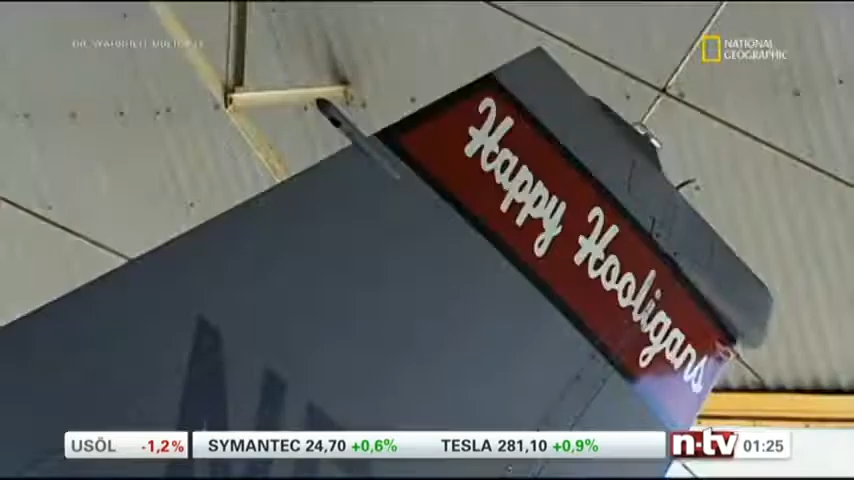 NATIONAL
GEOGRAPHIC
Happy Hooligans
USÖL -1,2% SYMANTEC 24,70 +0,6% TESLA 281,10 +0,9% n-tv 01:25